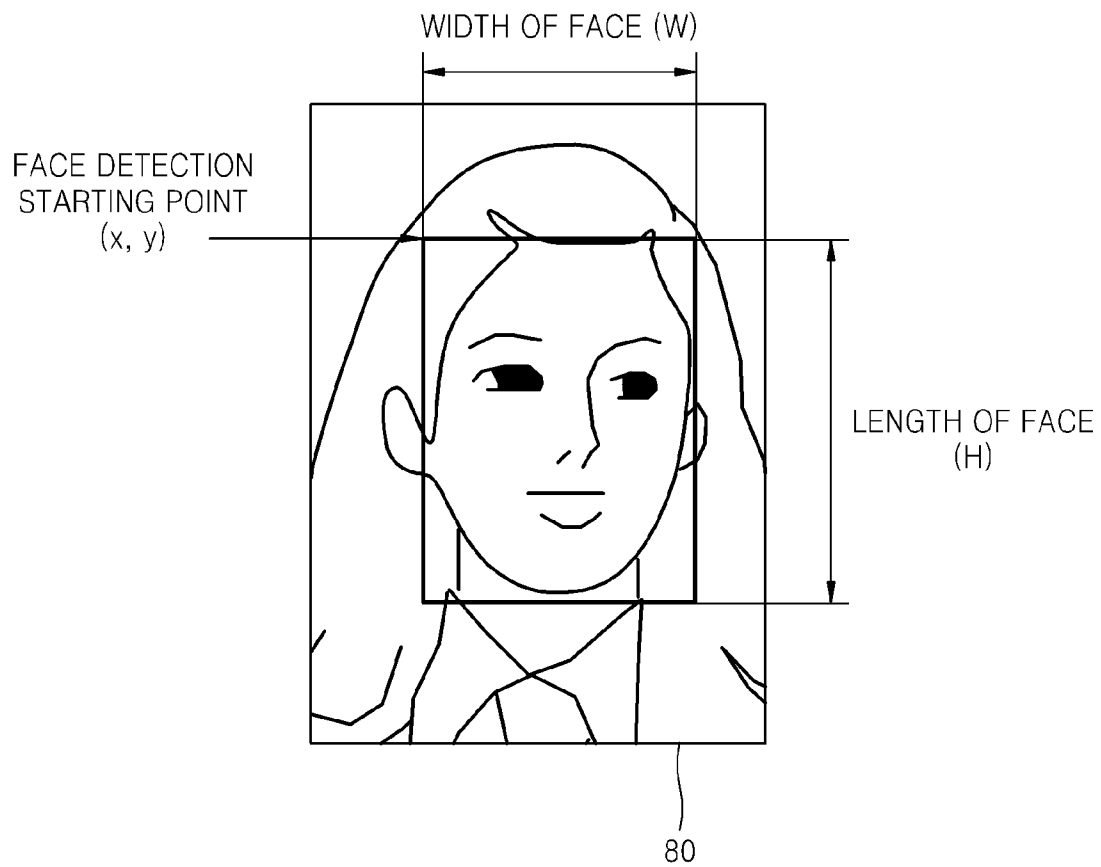 WIDTH OF FACE (W)
FACE DETECTION
STARTING POINT
(x, y)
LENGTH OF FACE
(H)
80